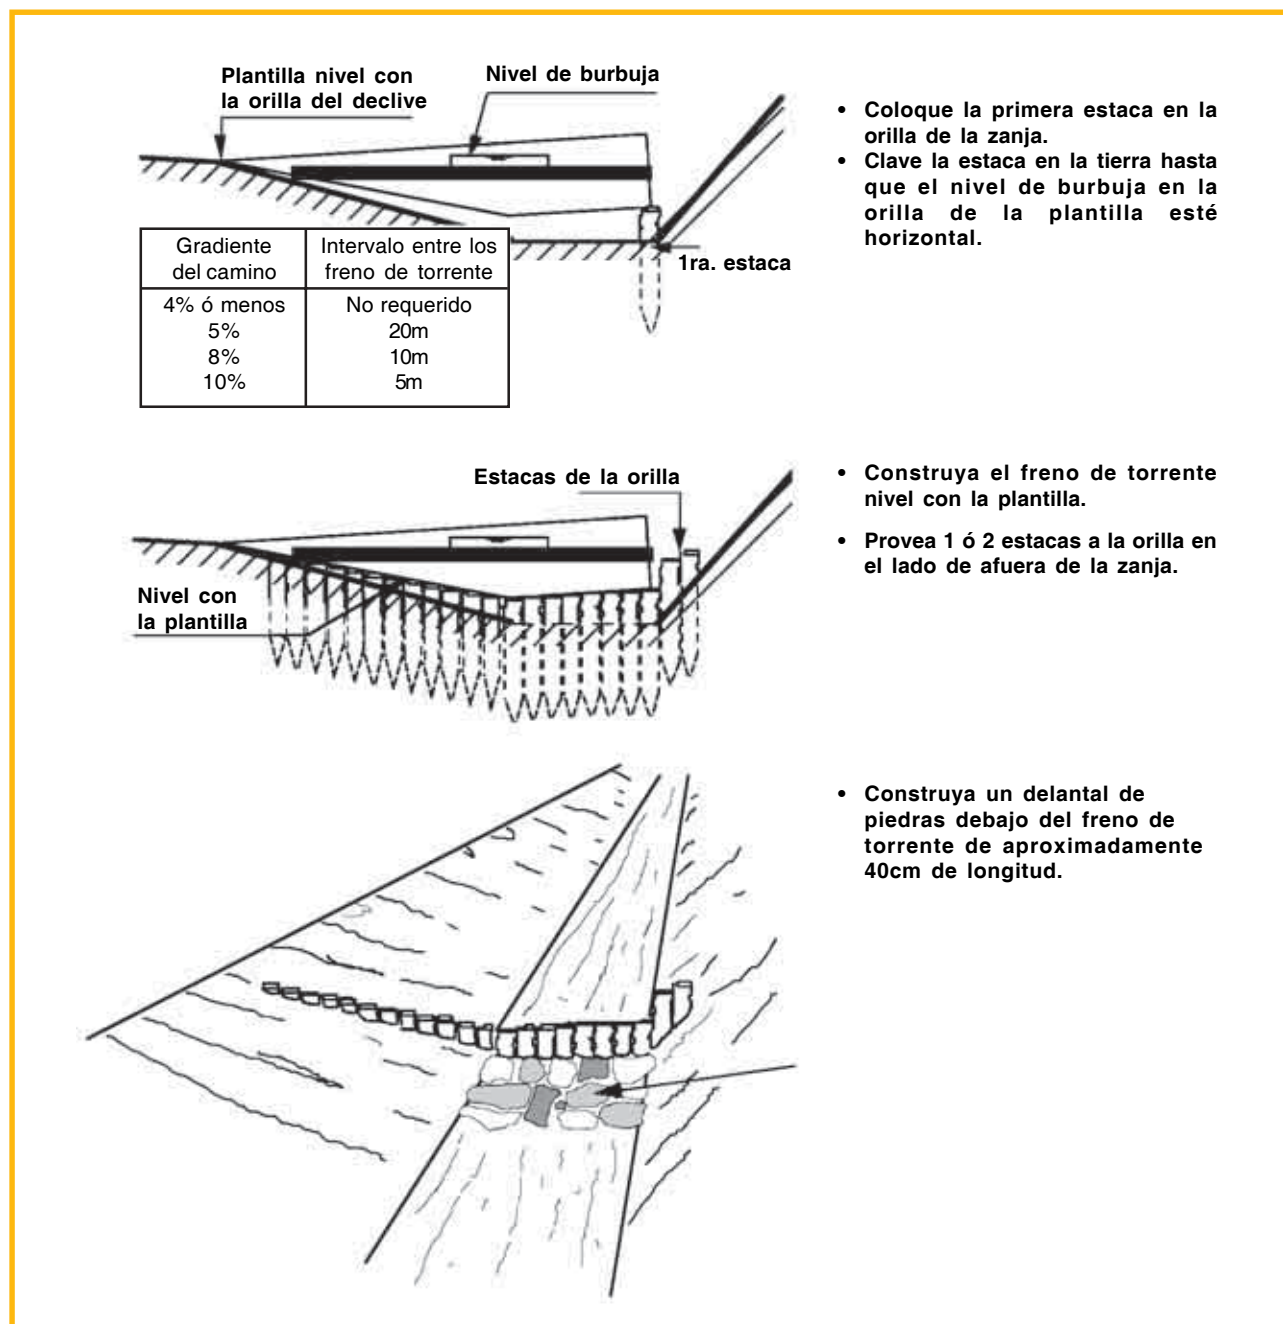 Plantilla nivel con
la orilla del declive
Nivel de burbuja
1ra. estaca
Gradiente
del camino
Intervalo entre los
freno de torrente
4% ó menos
No requerido
5%
20m
8%
10m
10%
5m
• Coloque la primera estaca en la
orilla de la zanja.
• Clave la estaca en la tierra hasta
que el nivel de burbuja en la
orilla de la plantilla esté
horizontal.
Estacas de la orilla
Nivel con
la plantilla
• Construya el freno de torrente
nivel con la plantilla.
• Provea 1 ó 2 estacas a la orilla en
el lado de afuera de la zanja.
• Construya un delantal de
piedras debajo del freno de
torrente de aproximadamente
40cm de longitud.